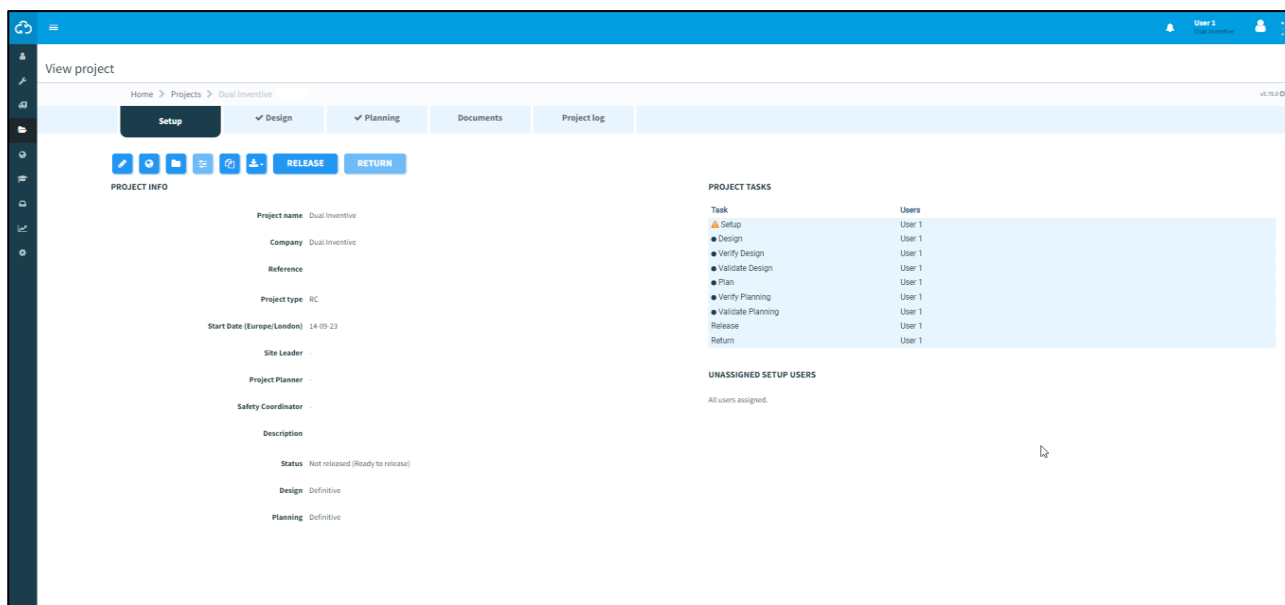 User 1
Dual Inventive
View project
Home > Projects > Dual Inventive
v3.76.0
Setup
✔ Design
✔ Planning
Documents
Project log
RELEASE
RETURN
PROJECT INFO
Project name Dual Inventive
Company Dual Inventive
Reference
Project type RC
Start Date (Europe/London) 14-09-23
Site Leader -
Project Planner -
Safety Coordinator -
Description
Status Not released (Ready to release)
Design Definitive
Planning Definitive
PROJECT TASKS
Task Users
Setup User 1
Design User 1
Verify Design User 1
Validate Design User 1
Plan User 1
Verify Planning User 1
Validate Planning User 1
Release User 1
Return User 1
UNASSIGNED SETUP USERS
All users assigned.